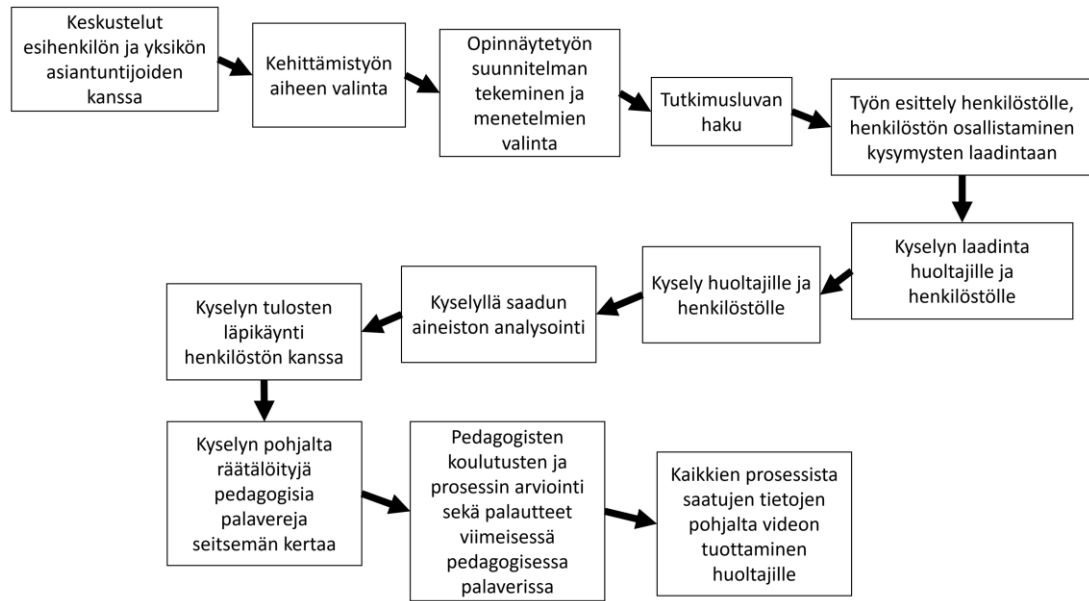 Keskustelut
esihenkilön ja yksikön
asiantuntijoiden
kanssa
Kehittämistyön
aiheen valinta
Opinnäytetyön
suunnitelman
tekeminen ja
menetelmien
valinta
Tutkimusluvan
haku
Työn esittely henkilöstölle,
henkilöstön osallistaminen
kysymysten laadintaan
Kyselyn laadinta
huoltajille ja
henkilöstölle
Kysely huoltajille ja
henkilöstölle
Kyselyllä saadun
aineiston analysointi
Kyselyn tulosten
läpikäynti
henkilöstön kanssa
Kyselyn pohjalta
räätälöityjä
pedagogisia
palavereja
seitsemän kertaa
Pedagogisten
koulutusten ja
prosessin arviointi
sekä palautteet
viimeisessä
pedagogisessa
palaverissa
Kaikkien prosessista
saatujen tietojen
pohjalta videon
tuottaminen
huoltajille